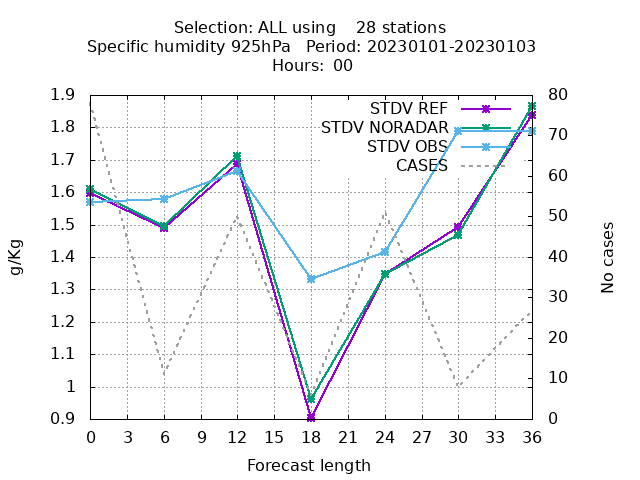 Selection: ALL using    28 stations
Specific humidity 925hPa   Period: 20230101-20230103
Hours:  00
STDV REF
STDV NORADAR
STDV OBS
CASES
1.9
1.8
1.7
1.6
1.5
1.4
1.3
1.2
1.1
1
0.9
g/Kg
80
70
60
50
40
30
20
10
0
No cases
0 3 6 9 12 15 18 21 24 27 30 33 36
Forecast length